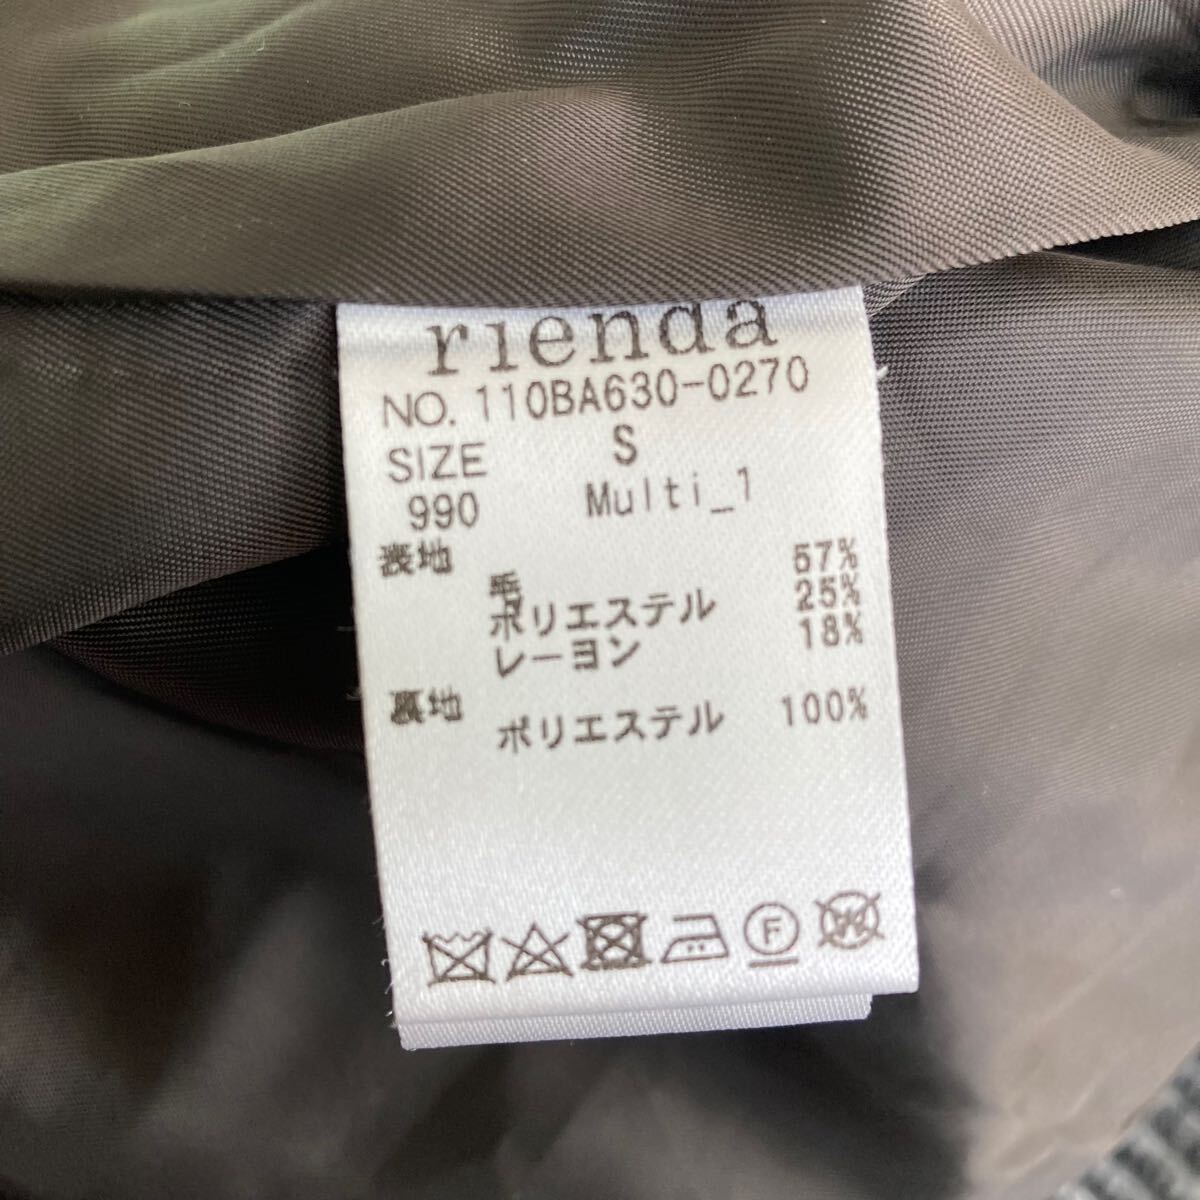 rienda
NO. 110BA630-0270
SIZE S
990 Multi_1
表地
毛 57%
ポリエステル 25%
レーヨン 18%
裏地
ポリエステル 100%
F
W